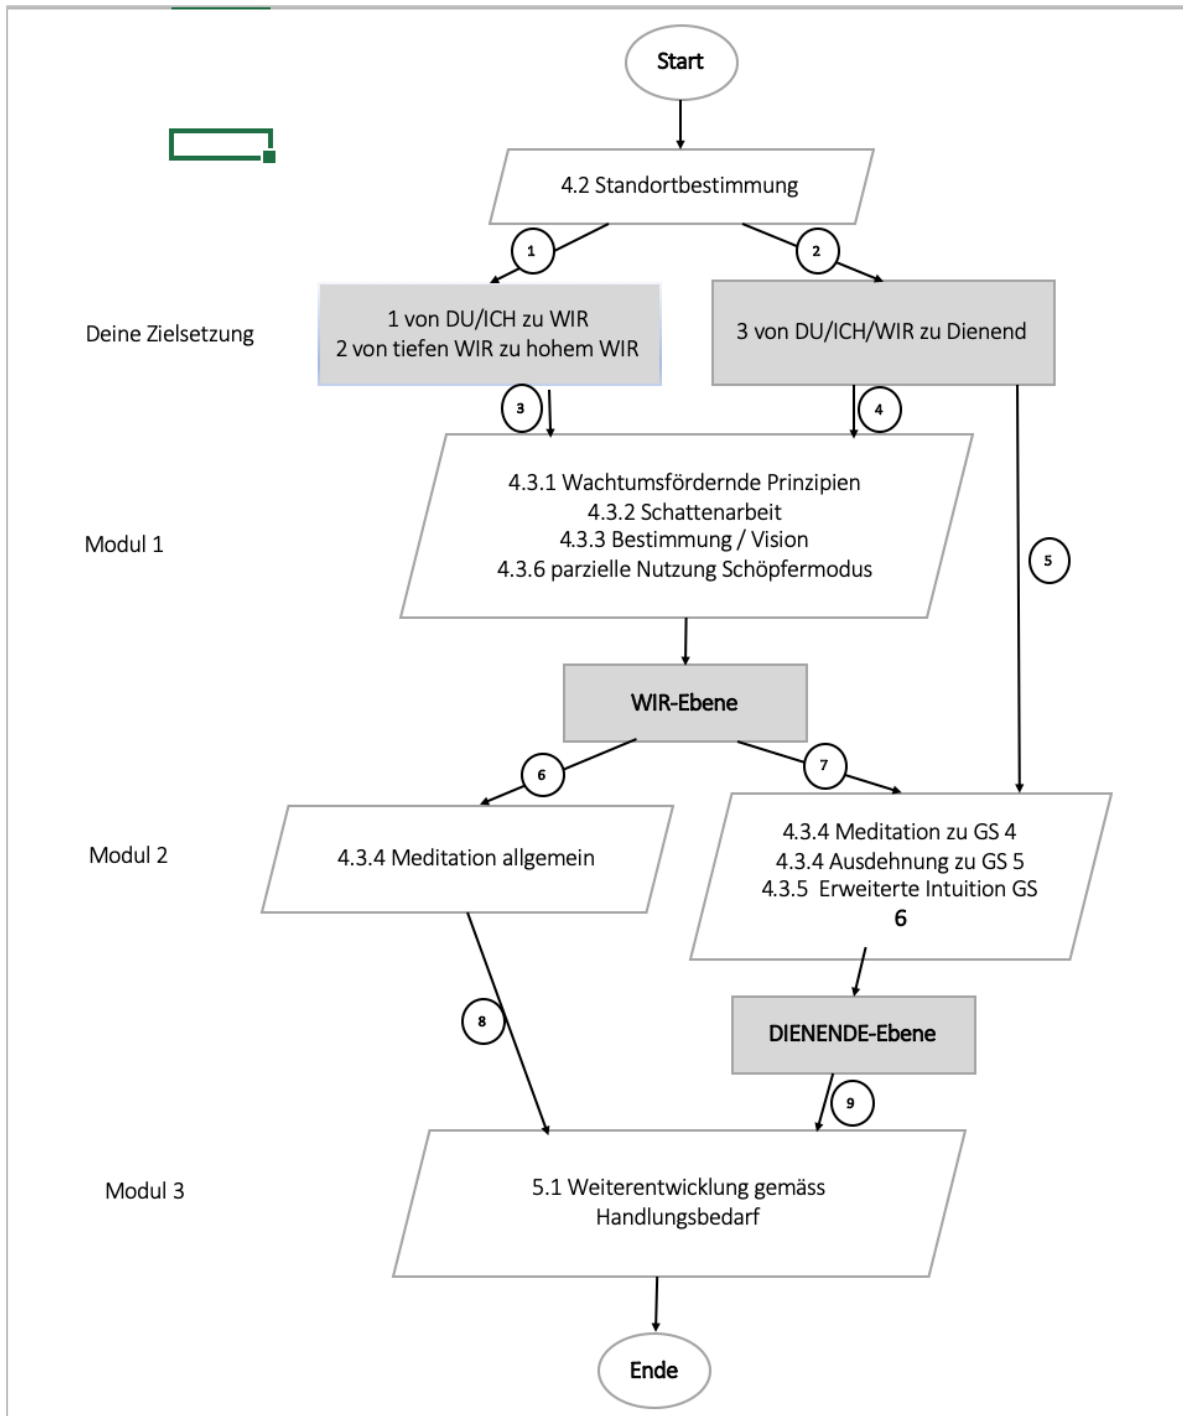 Start
4.2 Standortbestimmung
1
2
Deine Zielsetzung
1 von DU/ICH zu WIR
2 von tiefen WIR zu hohem WIR
3 von DU/ICH/WIR zu Dienend
3
4
Modul 1
4.3.1 Wachtumsfördernde Prinzipien
4.3.2 Schattenarbeit
4.3.3 Bestimmung / Vision
4.3.6 parzielle Nutzung Schöpfermodus
5
WIR-Ebene
6
7
Modul 2
4.3.4 Meditation allgemein
4.3.4 Meditation zu GS 4
4.3.4 Ausdehnung zu GS 5
4.3.5 Erweiterte Intuition GS
6
8
DIENENDE-Ebene
9
Modul 3
5.1 Weiterentwicklung gemäss
Handlungsbedarf
Ende